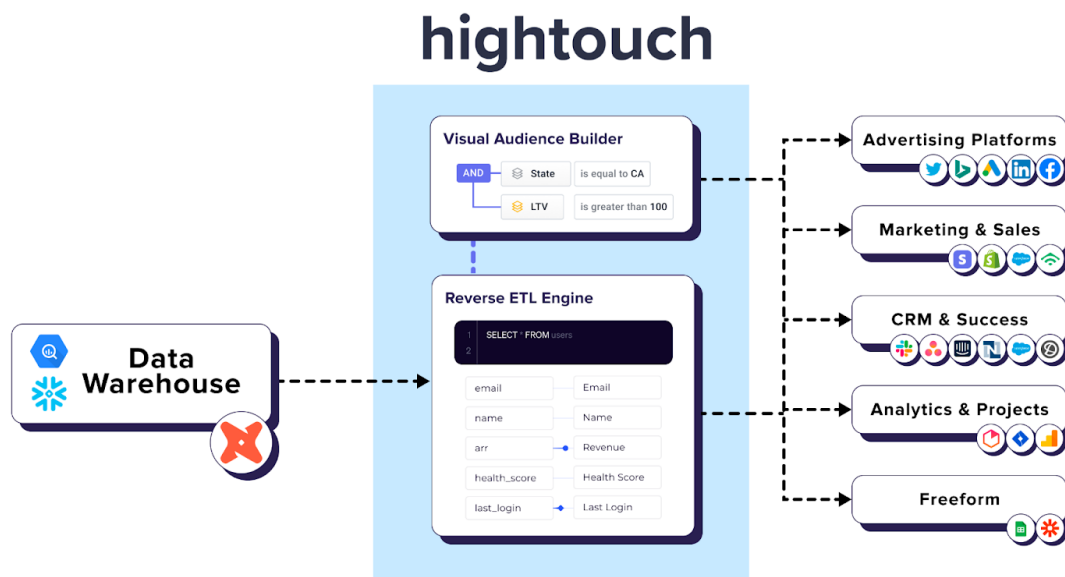 hightouch
Visual Audience Builder
AND
State
is equal to CA
LTV
is greater than 100
Reverse ETL Engine
1 SELECT * FROM users
2
email
Email
name
Name
arr
Revenue
health_score
Health Score
last_login
Last Login
Data
Warehouse
Advertising Platforms
Marketing & Sales
S
CRM & Success
Analytics & Projects
Freeform